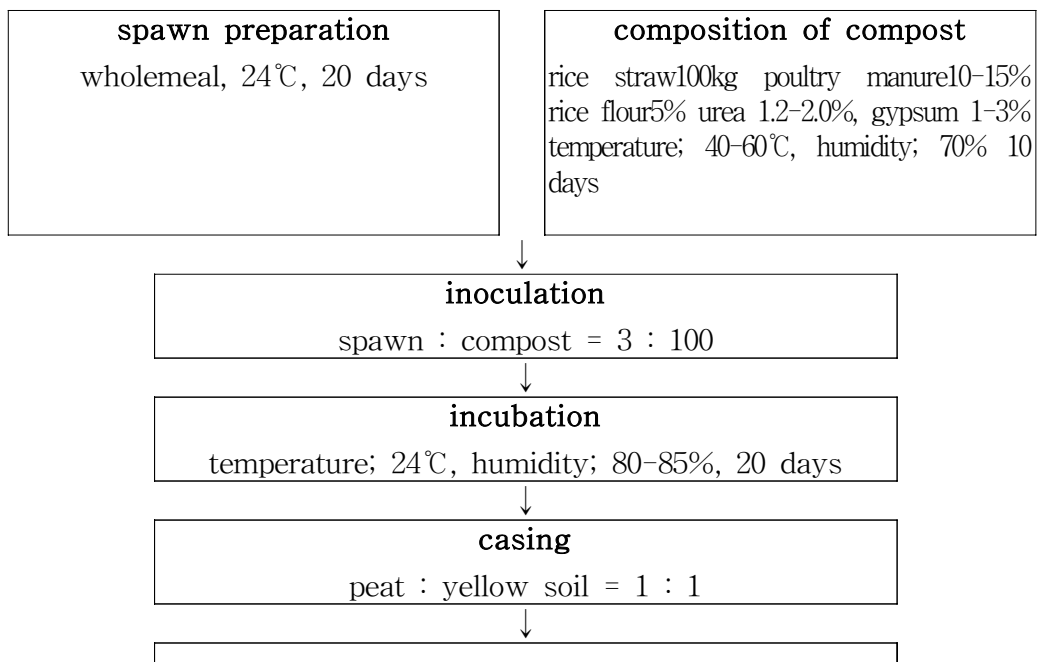 spawn preparation
wholemeal, 24℃, 20 days
composition of compost
rice straw100kg poultry manure10-15%
rice flour5% urea 1.2-2.0%, gypsum 1-3%
temperature; 40-60℃, humidity; 70% 10
days
↓
inoculation
spawn : compost = 3 : 100
↓
incubation
temperature; 24℃, humidity; 80-85%, 20 days
↓
casing
peat : yellow soil = 1 : 1
↓